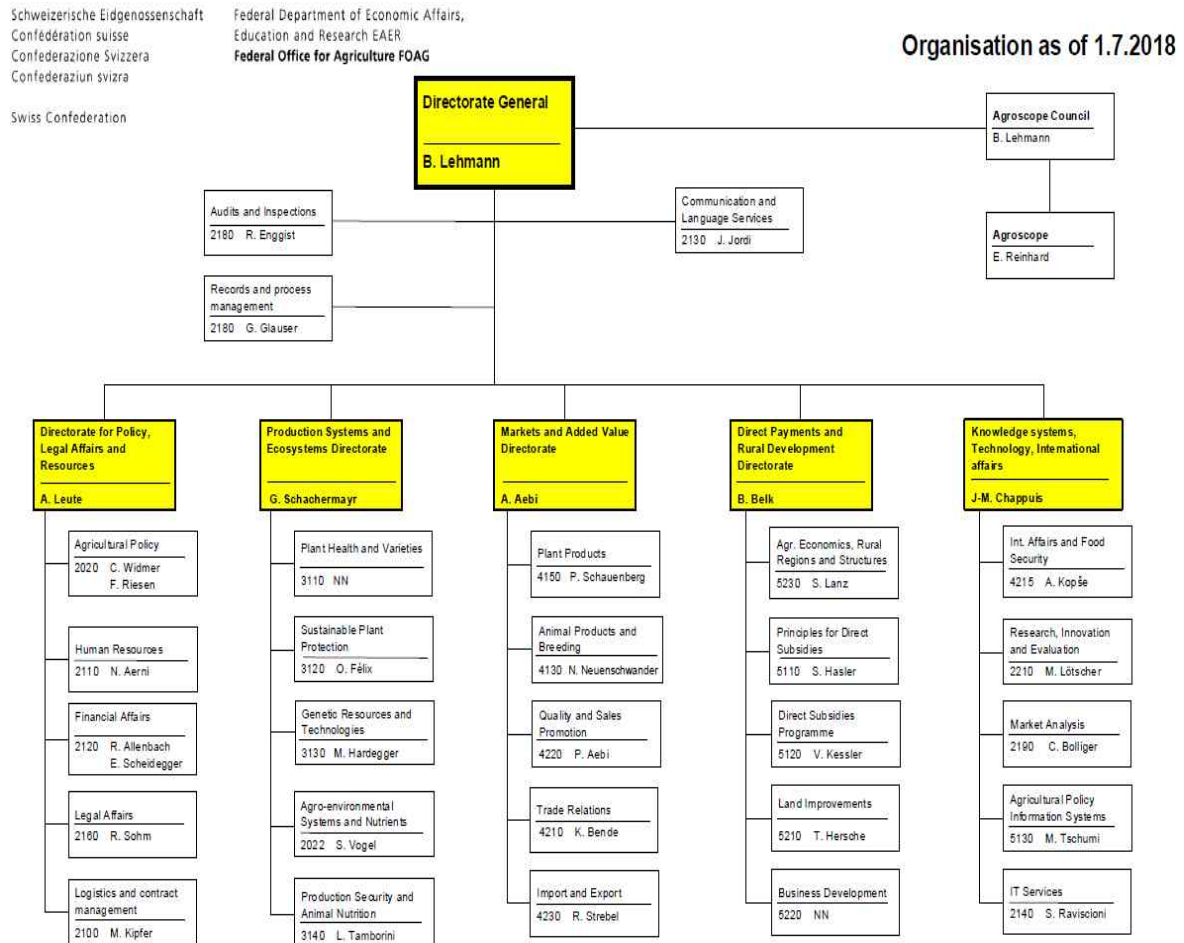 Schweizerische Eidgenossenschaft
Confédération suisse
Confederazione Svizzera
Confederaziun svizra
Swiss Confederation
Federal Department of Economic Affairs,
Education and Research EAER
Federal Office for Agriculture FOAG
Organisation as of 1.7.2018
Directorate General
B. Lehmann
Agroscope Council
B. Lehmann
Agroscope
E. Reinhard
Audits and Inspections
2180 R. Enggist
Communication and
Language Services
2130 J. Jordi
Records and process
management
2180 G. Glauser
Directorate for Policy,
Legal Affairs and
Resources
A. Leute
Agricultural Policy
2020 C. Widmer
F. Riesen
Human Resources
2110 N. Aerni
Financial Affairs
2120 R. Allenbach
E. Scheidegger
Legal Affairs
2160 R. Sohm
Logistics and contract
management
2100 M. Kipfer
Production Systems and
Ecosystems Directorate
G. Schachermayr
Plant Health and Varieties
3110 NN
Sustainable Plant
Protection
3120 O. Félix
Genetic Resources and
Technologies
3130 M. Hardegger
Agro-environmental
Systems and Nutrients
2022 S. Vogel
Production Security and
Animal Nutrition
3140 L. Tamborini
Markets and Added Value
Directorate
A. Aebi
Plant Products
4150 P. Schauenberg
Animal Products and
Breeding
4130 N. Neuenschwander
Quality and Sales
Promotion
4220 P. Aebi
Trade Relations
4210 K. Bende
Import and Export
4230 R. Strebel
Direct Payments and
Rural Development
Directorate
B. Belk
Agr. Economics, Rural
Regions and Structures
5230 S. Lanz
Principles for Direct
Subsidies
5110 S. Hasler
Direct Subsidies
Programme
5120 V. Kessler
Land Improvements
5210 T. Hersche
Business Development
5220 NN
Knowledge systems,
Technology, International
affairs
J-M. Chappuis
Int. Affairs and Food
Security
4215 A. Kopše
Research, Innovation
and Evaluation
2210 M. Lötscher
Market Analysis
2190 C. Bolliger
Agricultural Policy
Information Systems
5130 M. Tschumi
IT Services
2140 S. Raviscioni